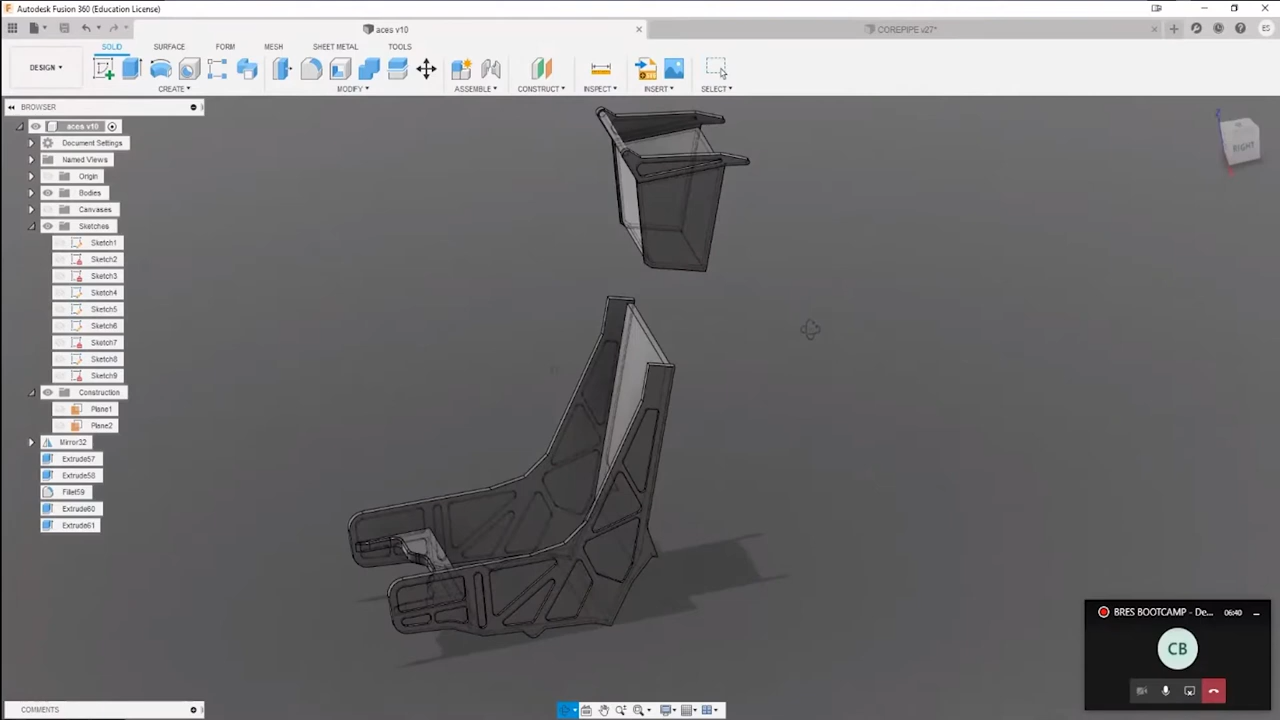 Autodesk Fusion 360 (Education License)
aces v10
COREPIPE v27*
ES
DESIGN
SOLID
SURFACE
FORM
MESH
SHEET METAL
TOOLS
CREATE
MODIFY
ASSEMBLE
CONSTRUCT
INSPECT
INSERT
SELECT
BROWSER
aces v10
Document Settings
Named Views
Origin
Bodies
Canvases
Sketches
Sketch1
Sketch2
Sketch3
Sketch4
Sketch5
Sketch6
Sketch7
Sketch8
Sketch9
Construction
Plane1
Plane2
Mirror32
Extrude57
Extrude58
Fillet59
Extrude60
Extrude61
RIGHT
BRES BOOTCAMP - De...
06:40
CB
COMMENTS